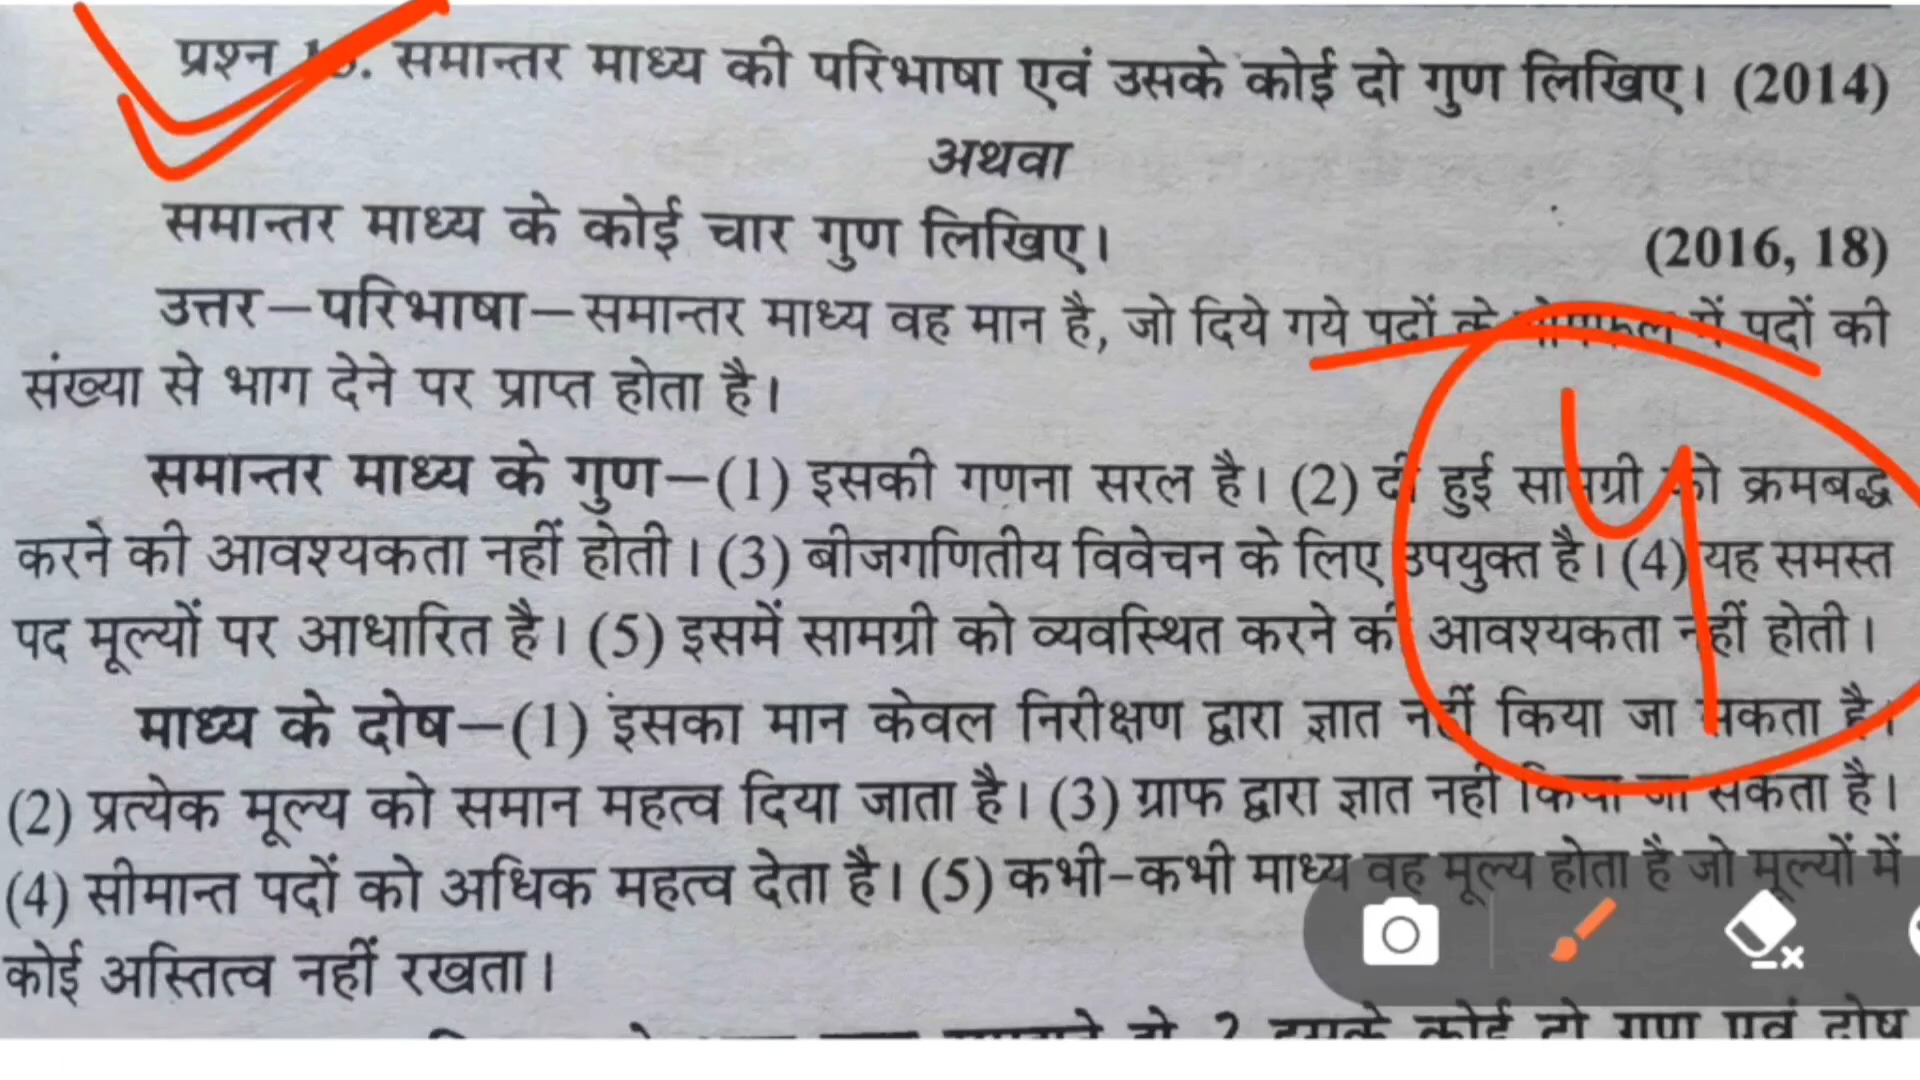 प्रश्न समान्तर माध्य की परिभाषा एवं उसके कोई दो गुण लिखिए। (2014)
अथवा
समान्तर माध्य के कोई चार गुण लिखिए। (2016, 18)
उत्तर–परिभाषा–समान्तर माध्य वह मान है, जो दिये गये पदों के योगफल में पदों की
संख्या से भाग देने पर प्राप्त होता है।
समान्तर माध्य के गुण–(1) इसकी गणना सरल है। (2) दी हुई सामग्री को क्रमबद्ध
करने की आवश्यकता नहीं होती। (3) बीजगणितीय विवेचन के लिए उपयुक्त है। (4) यह समस्त
पद मूल्यों पर आधारित है। (5) इसमें सामग्री को व्यवस्थित करने की आवश्यकता नहीं होती।
माध्य के दोष–(1) इसका मान केवल निरीक्षण द्वारा ज्ञात नहीं किया जा सकता है।
(2) प्रत्येक मूल्य को समान महत्व दिया जाता है। (3) ग्राफ द्वारा ज्ञात नहीं किया जा सकता है।
(4) सीमान्त पदों को अधिक महत्व देता है। (5) कभी-कभी माध्य वह मूल्य होता है जो मूल्यों में
कोई अस्तित्व नहीं रखता।
? इसके कोई दो गुण एवं दोष